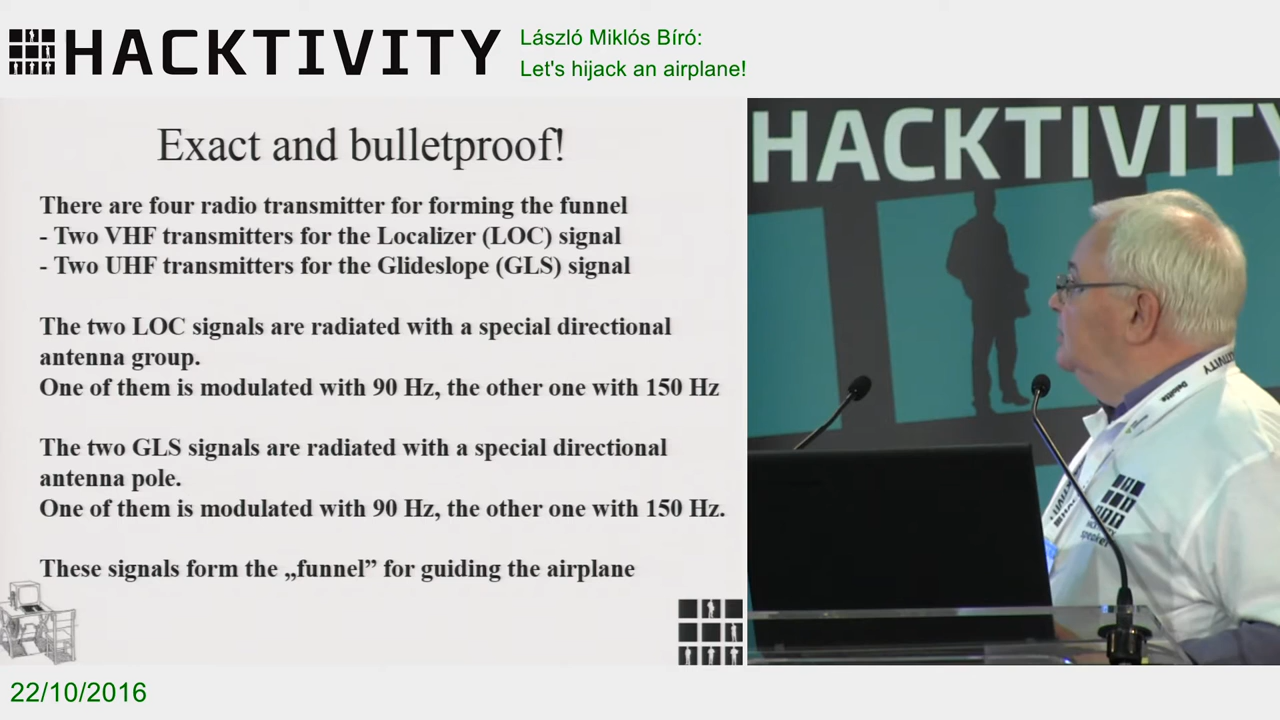 HACKTIVITY
László Miklós Bíró:
Let's hijack an airplane!
Exact and bulletproof!
There are four radio transmitter for forming the funnel
- Two VHF transmitters for the Localizer (LOC) signal
- Two UHF transmitters for the Glideslope (GLS) signal
The two LOC signals are radiated with a special directional
antenna group.
One of them is modulated with 90 Hz, the other one with 150 Hz
The two GLS signals are radiated with a special directional
antenna pole.
One of them is modulated with 90 Hz, the other one with 150 Hz.
These signals form the „funnel” for guiding the airplane
HACKTIVITY
Deloitte
speaker
22/10/2016